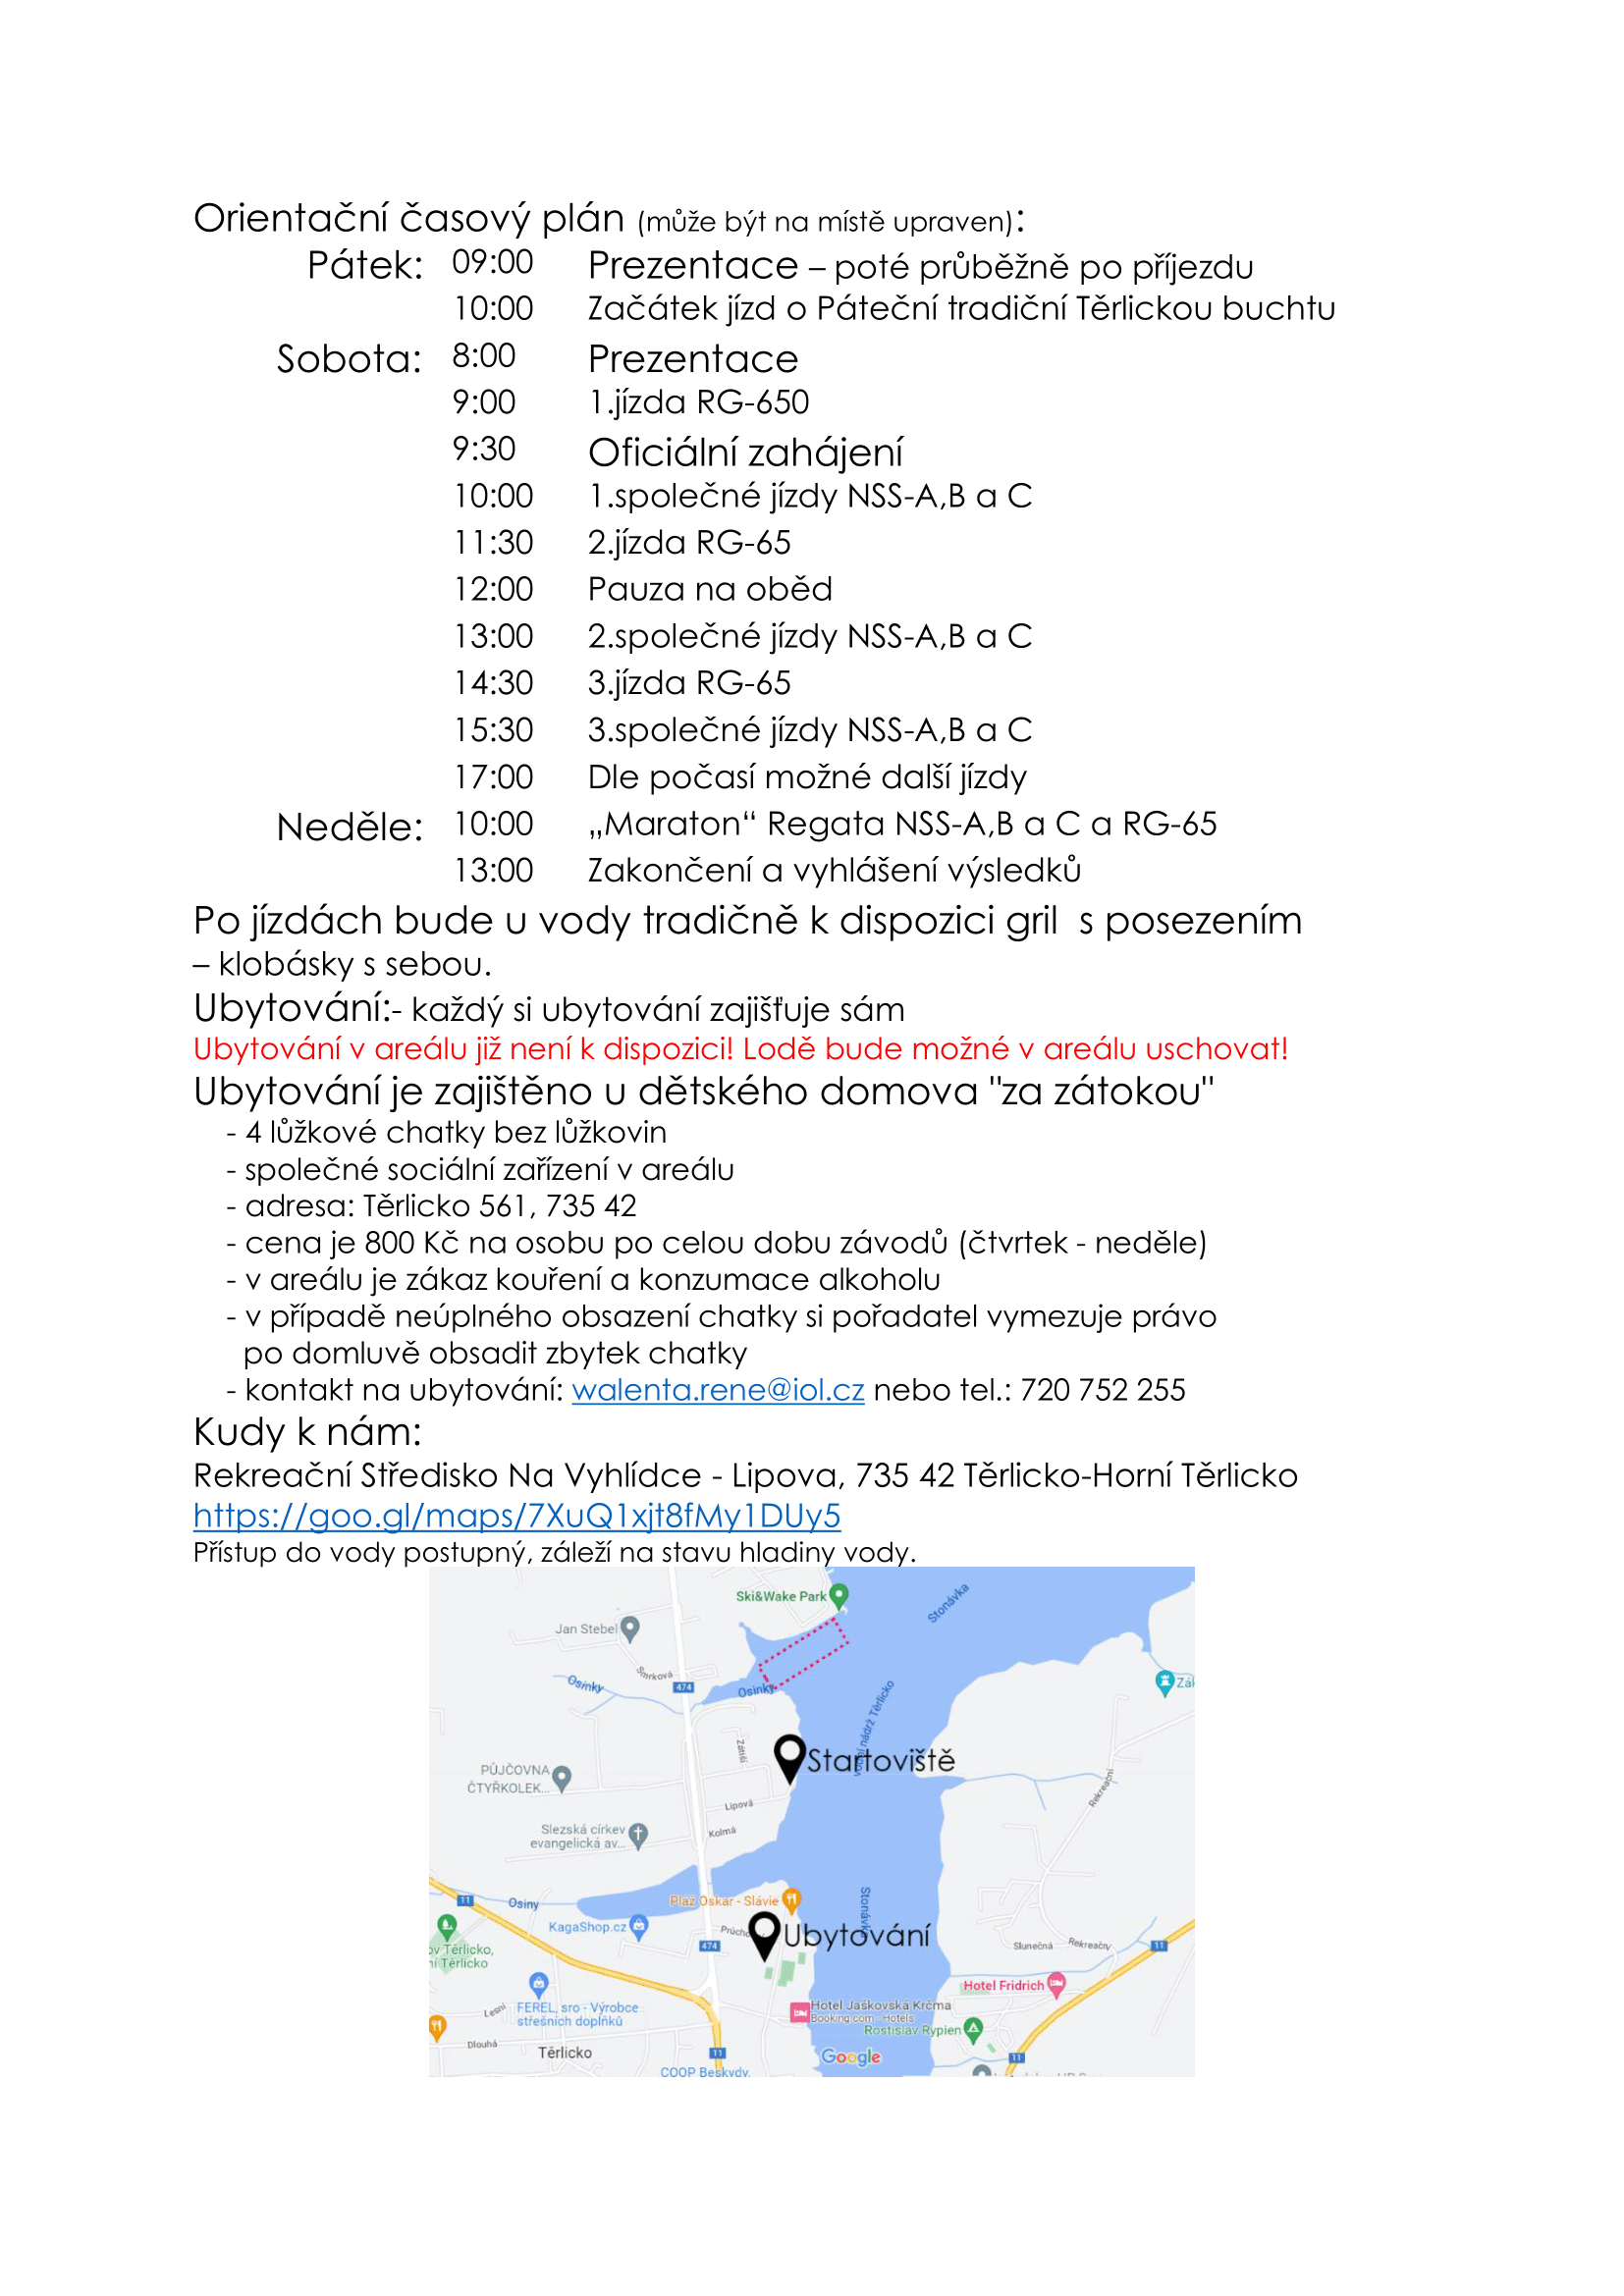 Orientační časový plán (může být na místě upraven):
Pátek: 09:00 Prezentace – poté průběžně po příjezdu
10:00 Začátek jízd o Páteční tradiční Těrlickou buchtu
Sobota: 8:00 Prezentace
9:00 1.jízda RG-650
9:30 Oficiální zahájení
10:00 1.společné jízdy NSS-A,B a C
11:30 2.jízda RG-65
12:00 Pauza na oběd
13:00 2.společné jízdy NSS-A,B a C
14:30 3.jízda RG-65
15:30 3.společné jízdy NSS-A,B a C
17:00 Dle počasí možné další jízdy
Neděle: 10:00 „Maraton“ Regata NSS-A,B a C a RG-65
13:00 Zakončení a vyhlášení výsledků
Po jízdách bude u vody tradičně k dispozici gril s posezením
– klobásky s sebou.
Ubytování:- každý si ubytování zajišťuje sám
Ubytování v areálu již není k dispozici! Lodě bude možné v areálu uschovat!
Ubytování je zajištěno u dětského domova "za zátokou"
- 4 lůžkové chatky bez lůžkovin
- společné sociální zařízení v areálu
- adresa: Těrlicko 561, 735 42
- cena je 800 Kč na osobu po celou dobu závodů (čtvrtek - neděle)
- v areálu je zákaz kouření a konzumace alkoholu
- v případě neúplného obsazení chatky si pořadatel vymezuje právo
po domluvě obsadit zbytek chatky
- kontakt na ubytování: walenta.rene@iol.cz nebo tel.: 720 752 255
Kudy k nám:
Rekreační Středisko Na Vyhlídce - Lipova, 735 42 Těrlicko-Horní Těrlicko
https://goo.gl/maps/7XuQ1xjt8fMy1DUy5
Přístup do vody postupný, záleží na stavu hladiny vody.
Ski&Wake Park
Stonávka
Jan Stebel
Smrková
Osinky
474
Osinky
Zák
vodní nádrž Těrlicko
Zátiší
Startoviště
PŮJČOVNA
ČTYŘKOLEK...
Rekreační
Lipová
Kolmá
Slezská církev
evangelická av...
11
Osiny
Pláž Oskar - Slávie
Stonávka
KagaShop.cz
Průcho
Ubytování
474
Slunečná
Rekreační
11
ov Těrlicko,
ní Těrlicko
Hotel Fridrich
Lesní
FEREL, sro - Výrobce
střešních doplňků
Hotel Jaškovská Krčma
Booking.com - Hotels
Rostislav Rypien
Dlouhá
Těrlicko
11
Google
11
COOP Beskydy,